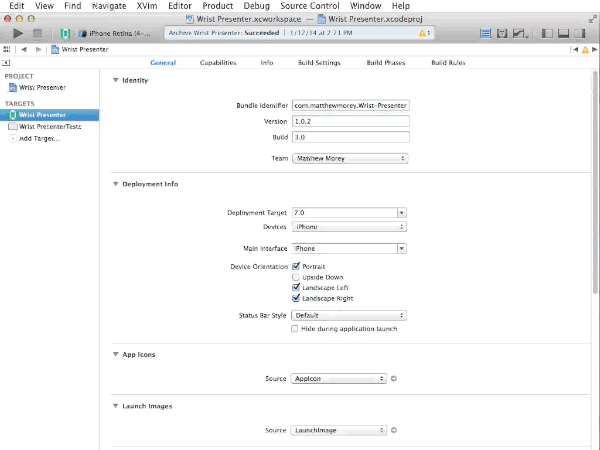 View Find Navigate XVim Editor Product Debug Source Control Window Help
Wrist Presenter.xcworkspace — Wrist Presenter.xcodeproj
iPhone Retina (4-... Archive Wrist Presenter: Succeeded | 1/12/14 at 2:21 PM 1
Wrist Presenter
General Capabilities Info Build Settings Build Phases Build Rules
PROJECT
Wrist Presenter
TARGETS
Wrist Presenter
Wrist PresenterTests
Add Target...
Identity
Bundle Identifier com.matthewmorey.Wrist-Presenter
Version 1.0.2
Build 3.0
Team Matthew Morey
Deployment Info
Deployment Target 7.0
Devices iPhone
Main Interface iPhone
Device Orientation Portrait
Upside Down
Landscape Left
Landscape Right
Status Bar Style Default
Hide during application launch
App Icons
Source AppIcon
Launch Images
Source LaunchImage